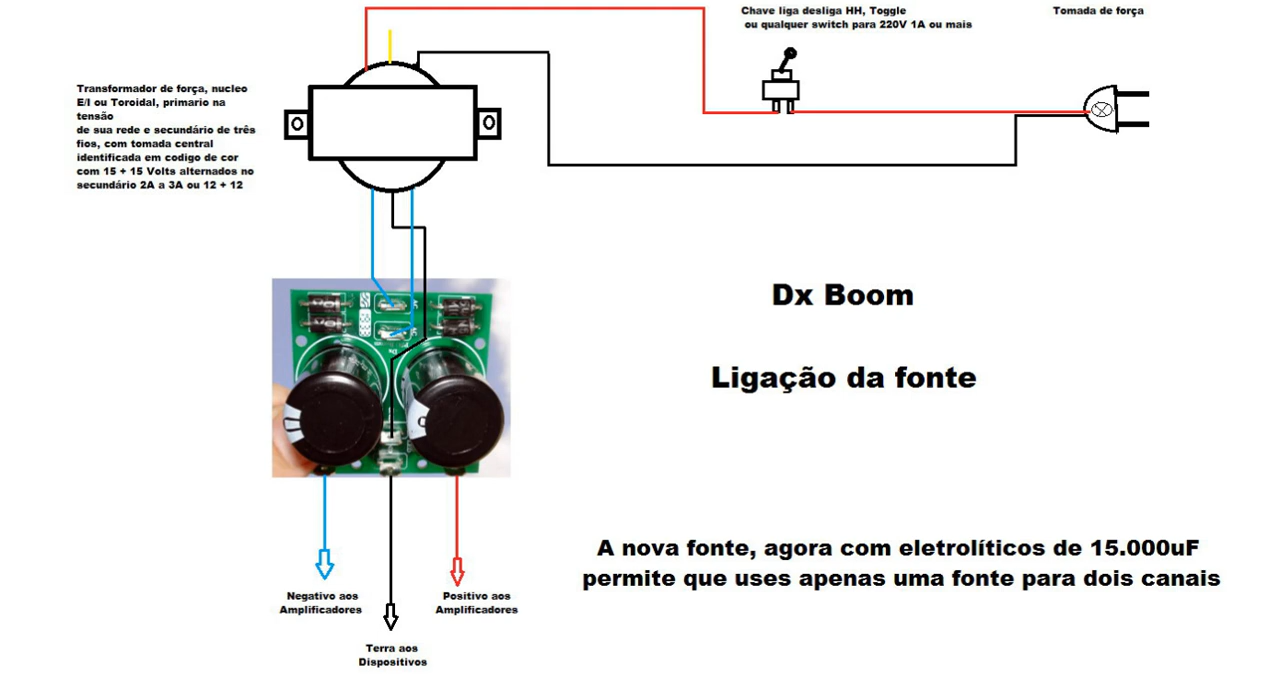 Chave liga desliga HH, Toggle
ou qualquer switch para 220V 1A ou mais
Tomada de força
Transformador de força, nucleo
E/I ou Toroidal, primario na
tensão
de sua rede e secundário de três
fios, com tomada central
identificada em codigo de cor
com 15 + 15 Volts alternados no
secundário 2A a 3A ou 12 + 12
Dx Boom
Ligação da fonte
A nova fonte, agora com eletrolíticos de 15.000uF
permite que uses apenas uma fonte para dois canais
Negativo aos
Amplificadores
Positivo aos
Amplificadores
Terra aos
Dispositivos